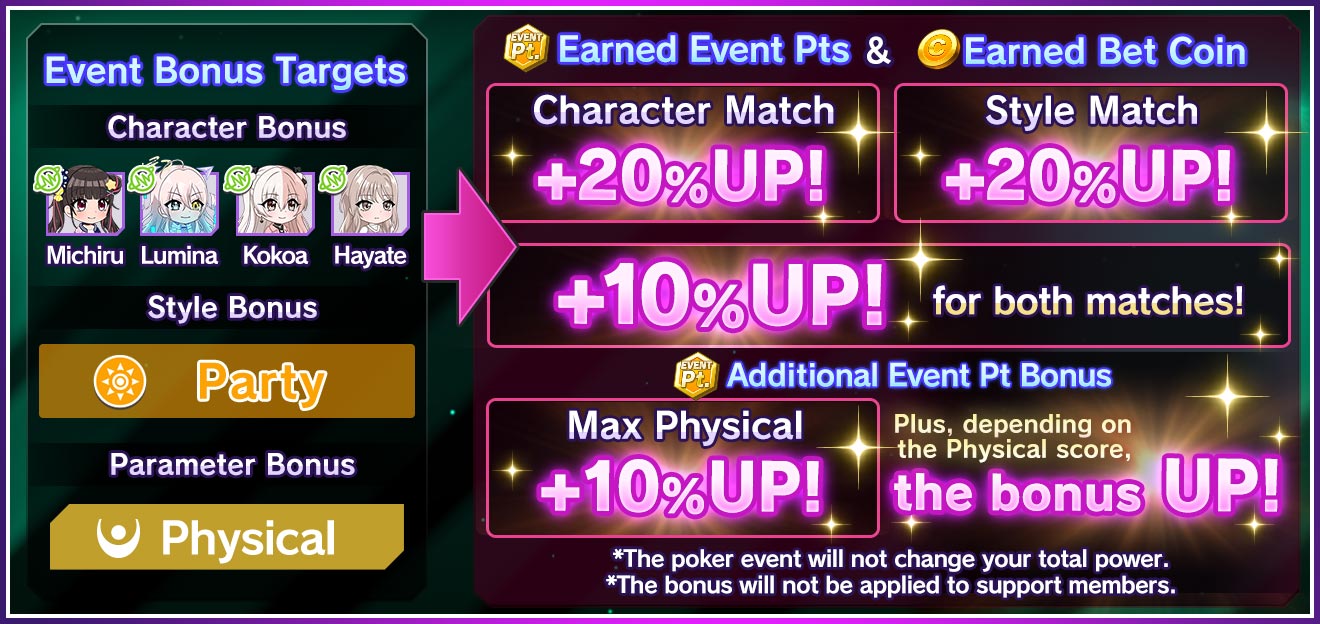 Event Bonus Targets
Character Bonus
Michiru Lumina Kokoa Hayate
Style Bonus
Party
Parameter Bonus
Physical
EVENT Pt. Earned Event Pts & C Earned Bet Coin
Character Match
+20%UP!
Style Match
+20%UP!
+10%UP! for both matches!
EVENT Pt. Additional Event Pt Bonus
Max Physical
+10%UP!
Plus, depending on
the Physical score,
the bonus UP!
*The poker event will not change your total power.
*The bonus will not be applied to support members.